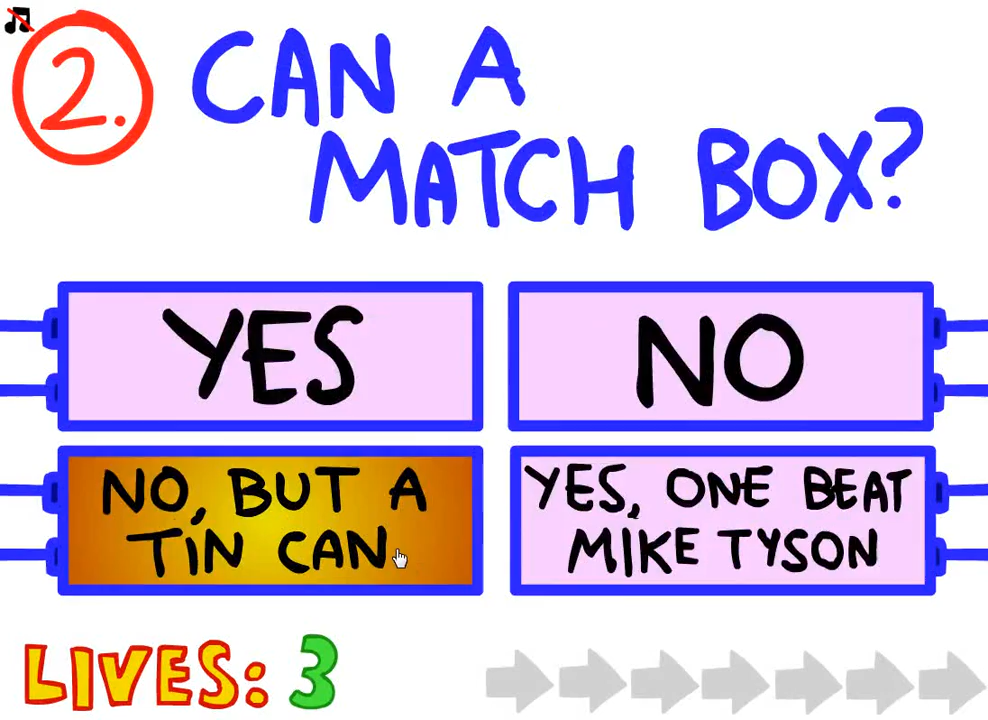 2.
CAN A
MATCH BOX?
YES
NO
NO, BUT A
TIN CAN.
YES, ONE BEAT
MIKE TYSON
LIVES: 3